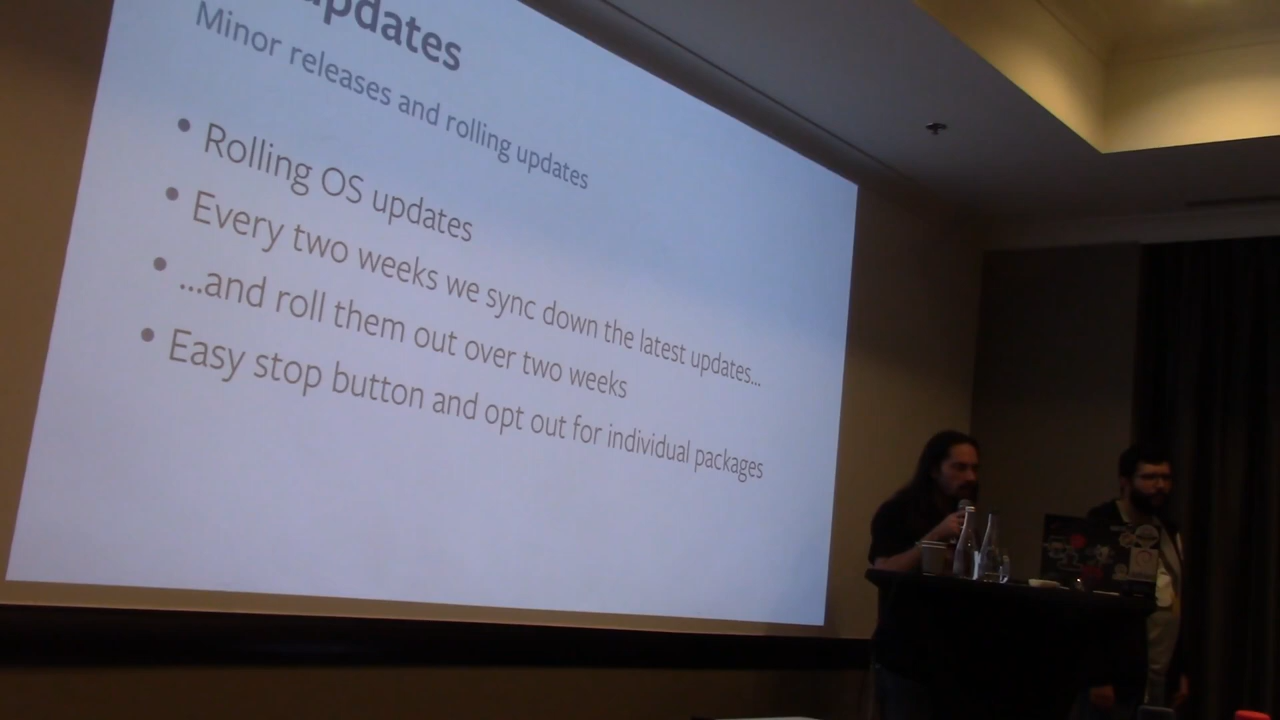 updates
Minor releases and rolling updates
• Rolling OS updates
• Every two weeks we sync down the latest updates...
• ...and roll them out over two weeks
• Easy stop button and opt out for individual packages